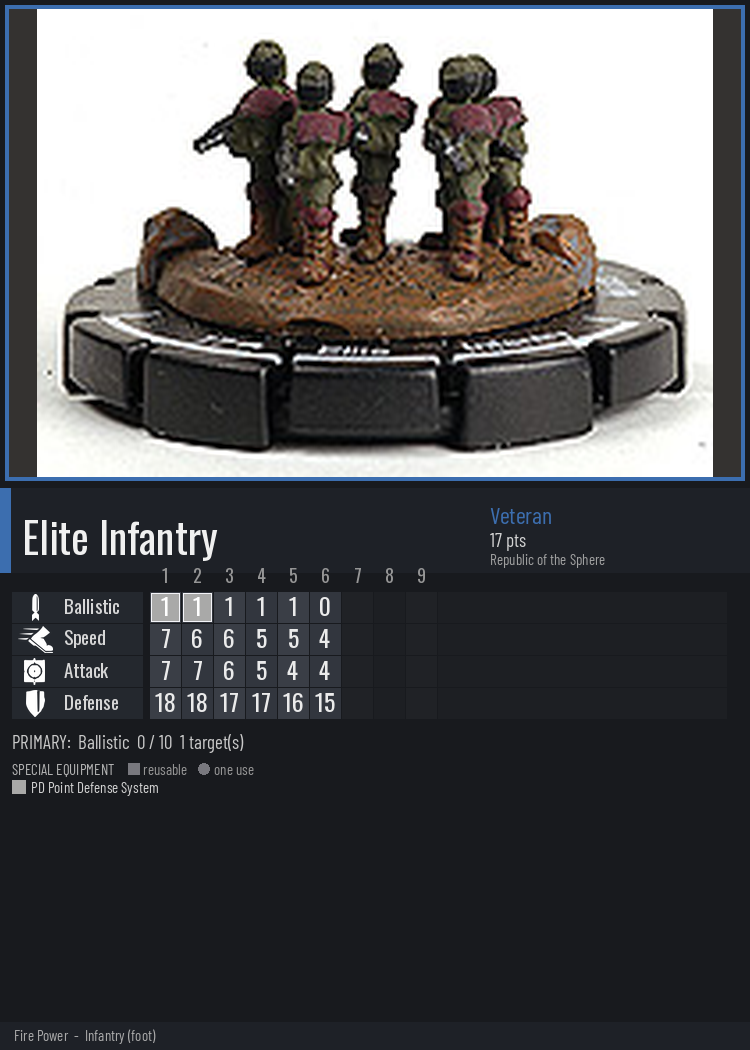 Elite
Elite Infantry
Veteran
17 pts
Republic of the Sphere
1 2 3 4 5 6 7 8 9
Ballistic 1 1 1 1 1 0
Speed 7 6 6 5 5 4
Attack 7 7 6 5 4 4
Defense 18 18 17 17 16 15
PRIMARY: Ballistic 0 / 10 1 target(s)
SPECIAL EQUIPMENT reusable one use
PD Point Defense System
Fire Power - Infantry (foot)